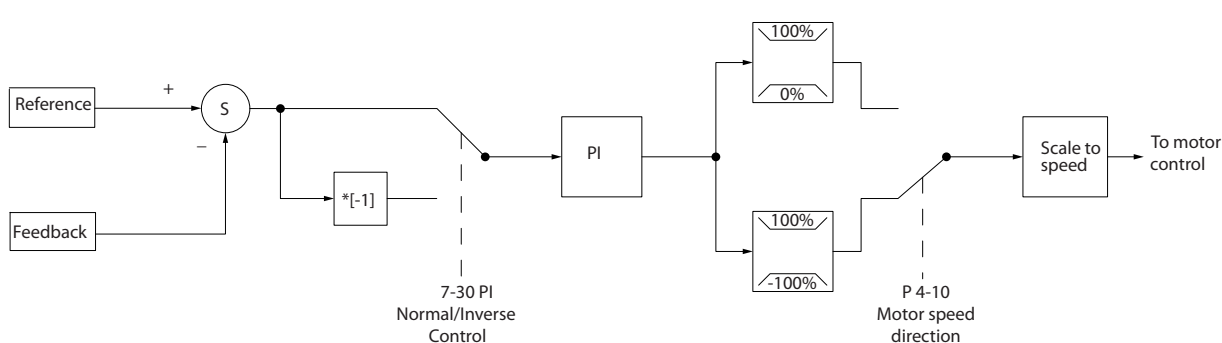 Reference
+
S
–
Feedback
*[-1]
7-30 PI
Normal/Inverse
Control
PI
100%
0%
100%
-100%
P 4-10
Motor speed
direction
Scale to
speed
To motor
control